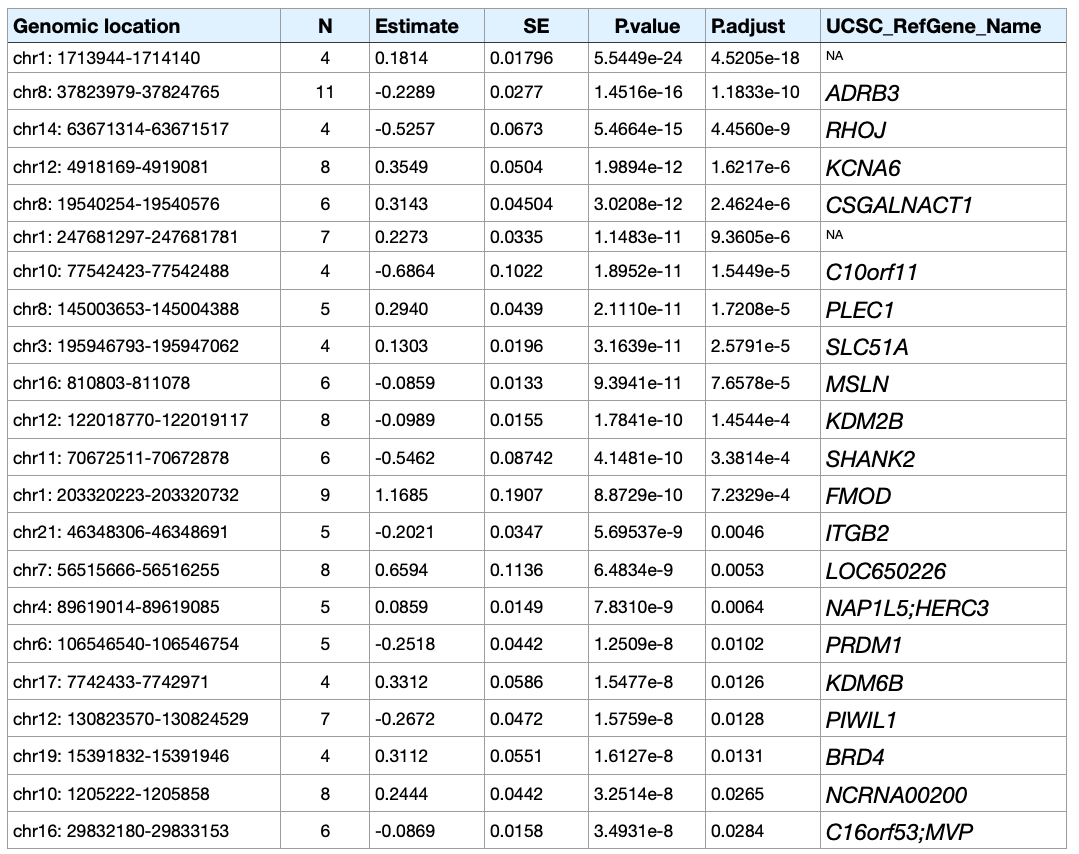 Genomic location N Estimate SE P.value P.adjust UCSC_RefGene_Name
chr1: 1713944-1714140 4 0.1814 0.01796 5.5449e-24 4.5205e-18 NA
chr8: 37823979-37824765 11 -0.2289 0.0277 1.4516e-16 1.1833e-10 ADRB3
chr14: 63671314-63671517 4 -0.5257 0.0673 5.4664e-15 4.4560e-9 RHOJ
chr12: 4918169-4919081 8 0.3549 0.0504 1.9894e-12 1.6217e-6 KCNA6
chr8: 19540254-19540576 6 0.3143 0.04504 3.0208e-12 2.4624e-6 CSGALNACT1
chr1: 247681297-247681781 7 0.2273 0.0335 1.1483e-11 9.3605e-6 NA
chr10: 77542423-77542488 4 -0.6864 0.1022 1.8952e-11 1.5449e-5 C10orf11
chr8: 145003653-145004388 5 0.2940 0.0439 2.1110e-11 1.7208e-5 PLEC1
chr3: 195946793-195947062 4 0.1303 0.0196 3.1639e-11 2.5791e-5 SLC51A
chr16: 810803-811078 6 -0.0859 0.0133 9.3941e-11 7.6578e-5 MSLN
chr12: 122018770-122019117 8 -0.0989 0.0155 1.7841e-10 1.4544e-4 KDM2B
chr11: 70672511-70672878 6 -0.5462 0.08742 4.1481e-10 3.3814e-4 SHANK2
chr1: 203320223-203320732 9 1.1685 0.1907 8.8729e-10 7.2329e-4 FMOD
chr21: 46348306-46348691 5 -0.2021 0.0347 5.69537e-9 0.0046 ITGB2
chr7: 56515666-56516255 8 0.6594 0.1136 6.4834e-9 0.0053 LOC650226
chr4: 89619014-89619085 5 0.0859 0.0149 7.8310e-9 0.0064 NAP1L5;HERC3
chr6: 106546540-106546754 5 -0.2518 0.0442 1.2509e-8 0.0102 PRDM1
chr17: 7742433-7742971 4 0.3312 0.0586 1.5477e-8 0.0126 KDM6B
chr12: 130823570-130824529 7 -0.2672 0.0472 1.5759e-8 0.0128 PIWIL1
chr19: 15391832-15391946 4 0.3112 0.0551 1.6127e-8 0.0131 BRD4
chr10: 1205222-1205858 8 0.2444 0.0442 3.2514e-8 0.0265 NCRNA00200
chr16: 29832180-29833153 6 -0.0869 0.0158 3.4931e-8 0.0284 C16orf53;MVP